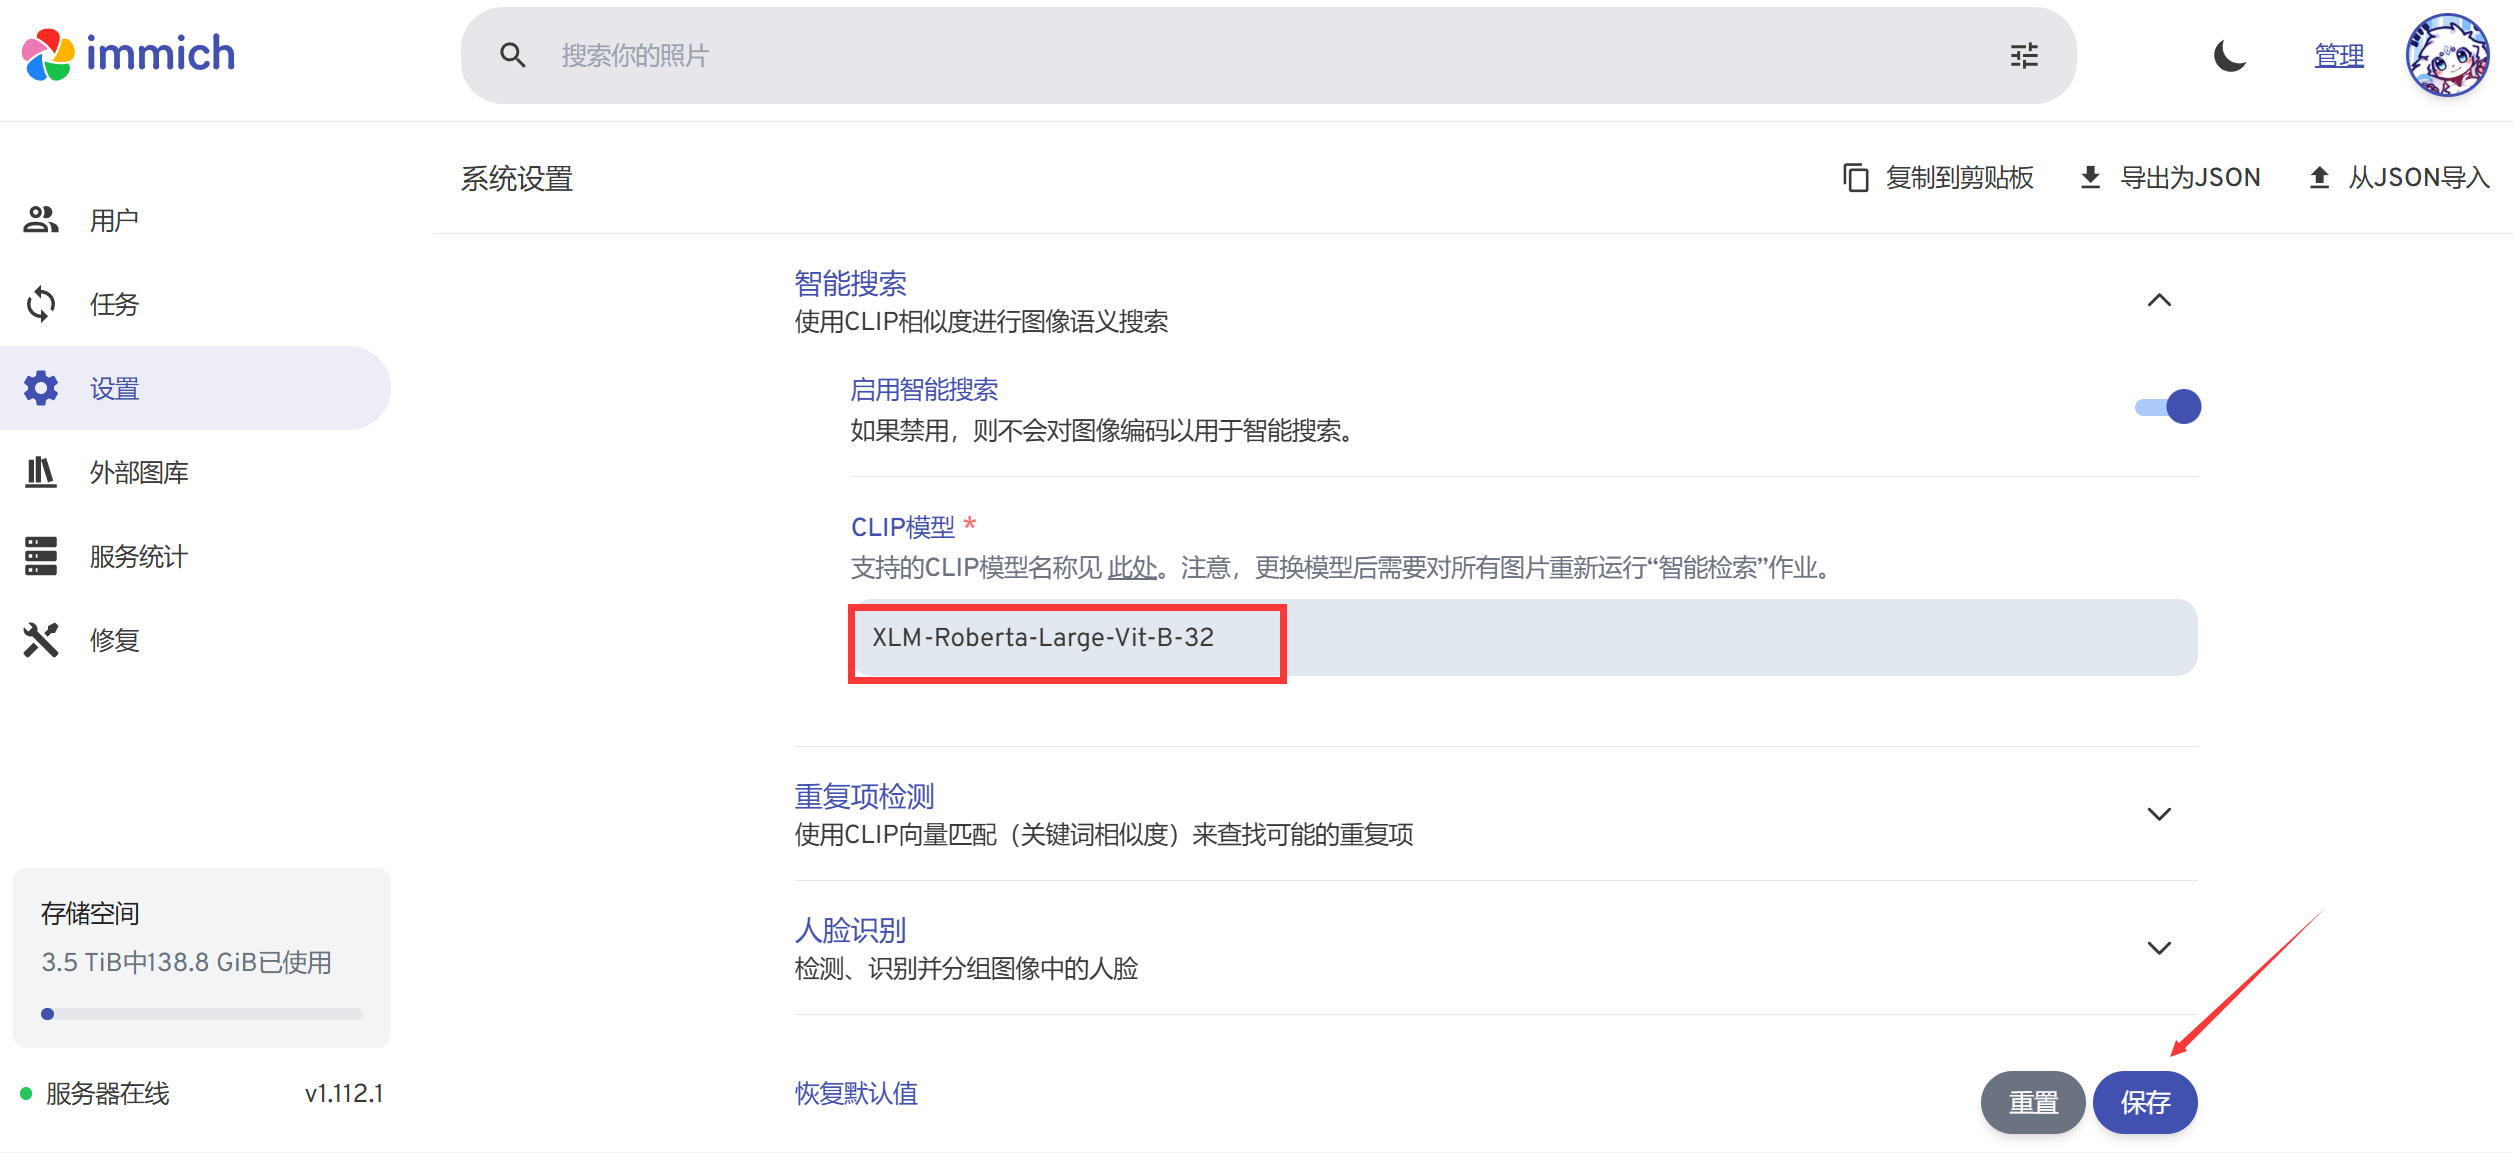 immich
搜索你的照片
管理
系统设置
复制到剪贴板
导出为JSON
从JSON导入
用户
任务
设置
外部图库
服务统计
修复
智能搜索
使用CLIP相似度进行图像语义搜索
启用智能搜索
如果禁用，则不会对图像编码以用于智能搜索。
CLIP模型 *
支持的CLIP模型名称见 此处。注意，更换模型后需要对所有图片重新运行“智能检索”作业。
XLM-Roberta-Large-Vit-B-32
重复项检测
使用CLIP向量匹配（关键词相似度）来查找可能的重复项
人脸识别
检测、识别并分组图像中的人脸
存储空间
3.5 TiB中138.8 GiB已使用
服务器在线
v1.112.1
恢复默认值
重置
保存